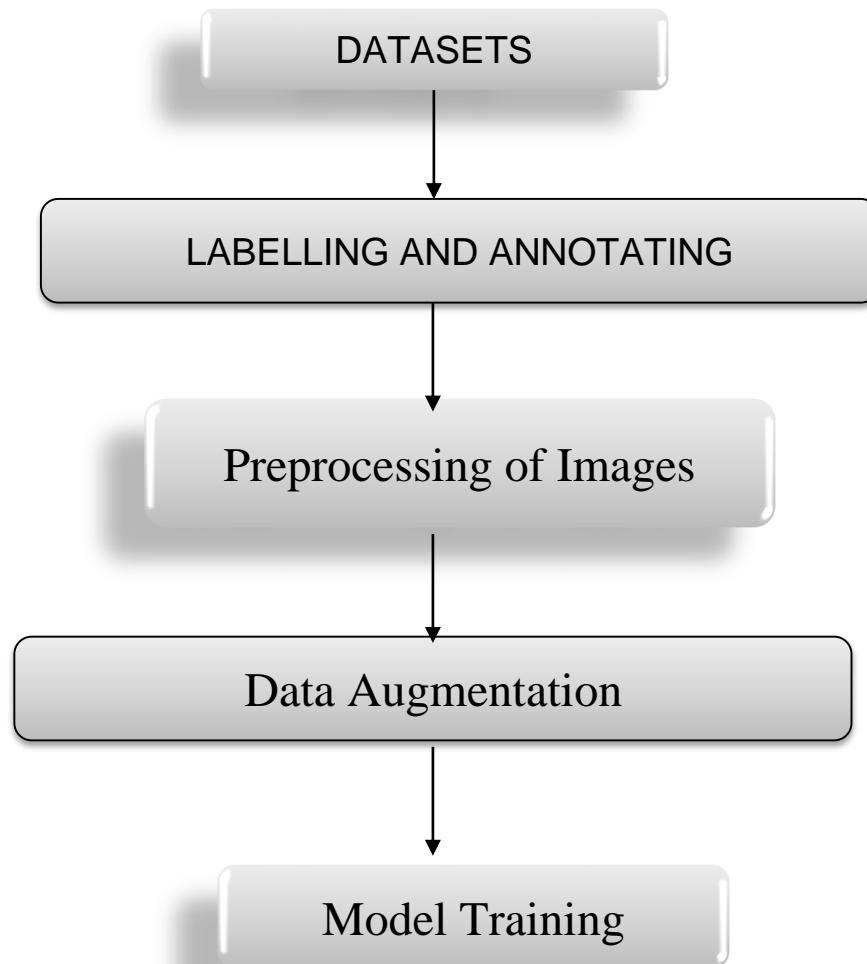 DATASETS
LABELLING AND ANNOTATING
Preprocessing of Images
Data Augmentation
Model Training